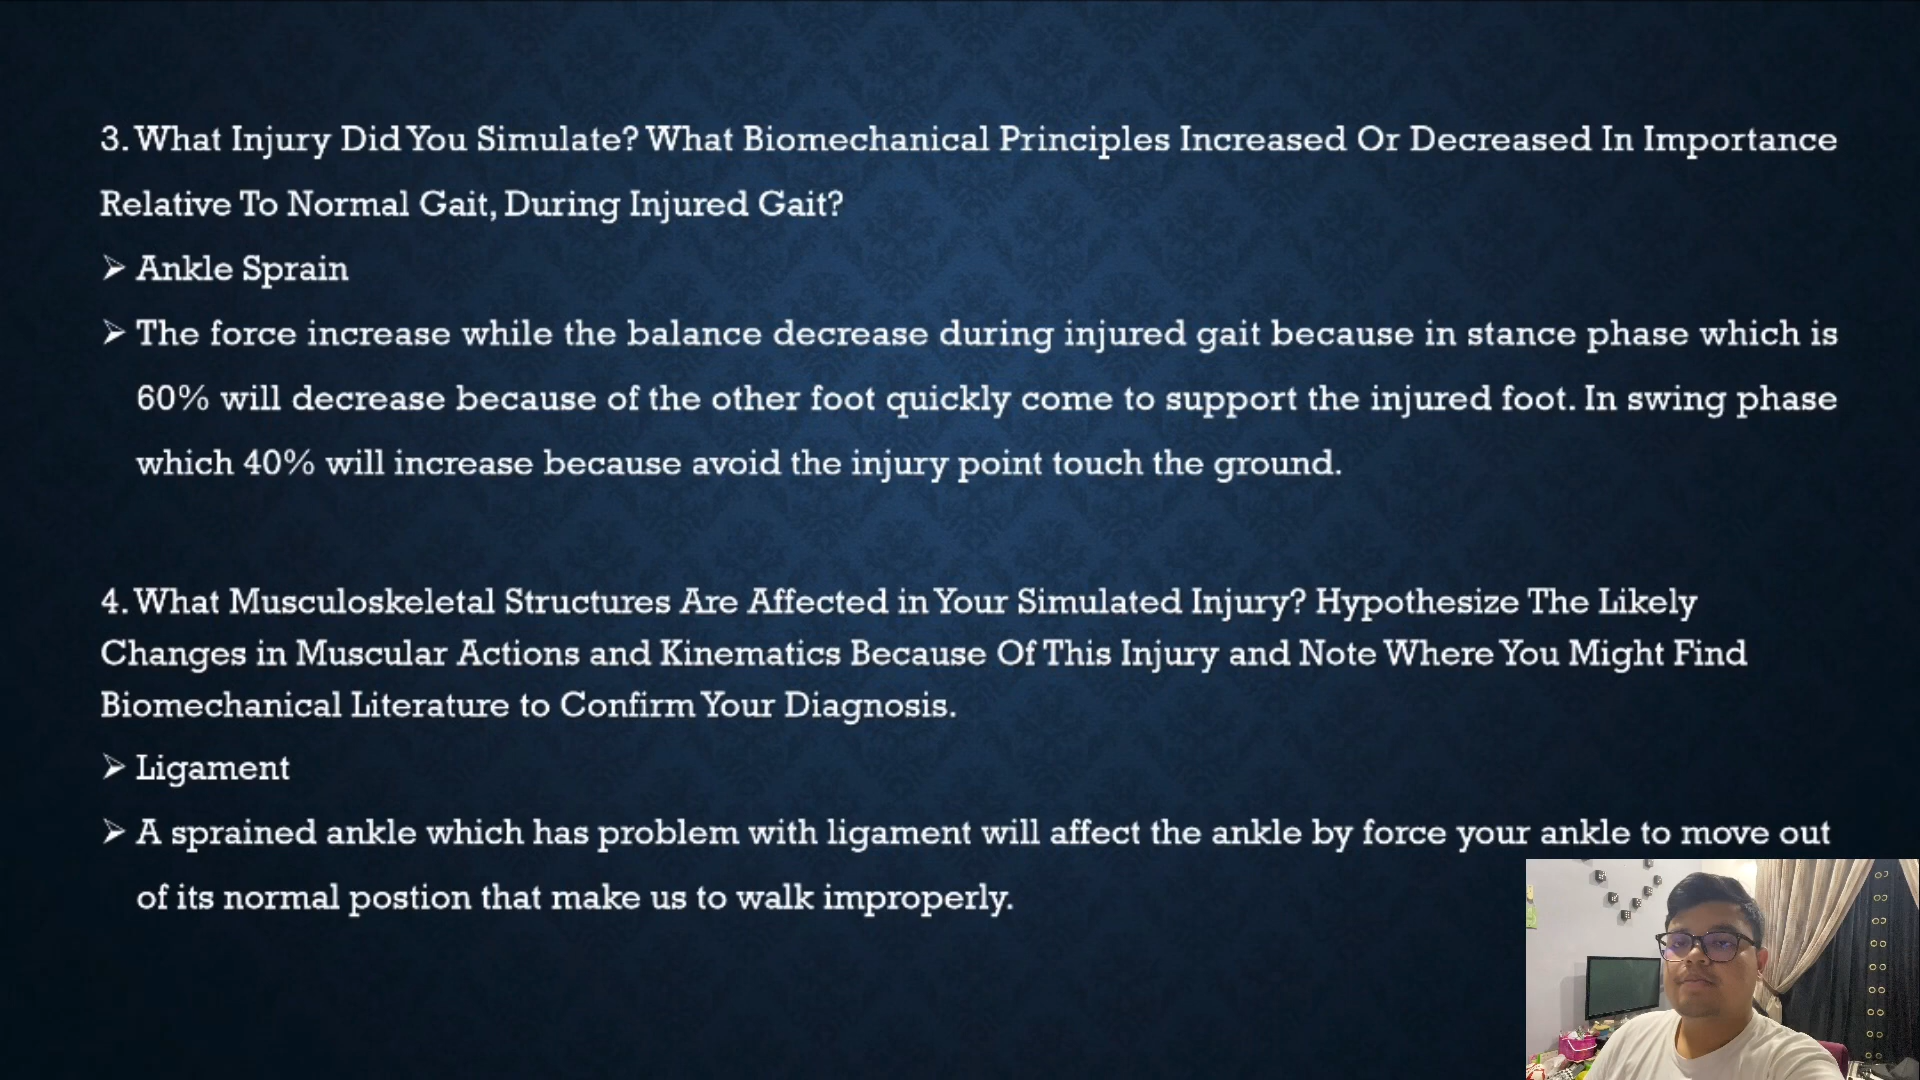 3. What Injury Did You Simulate? What Biomechanical Principles Increased Or Decreased In Importance
Relative To Normal Gait, During Injured Gait?
➢ Ankle Sprain
➢ The force increase while the balance decrease during injured gait because in stance phase which is
60% will decrease because of the other foot quickly come to support the injured foot. In swing phase
which 40% will increase because avoid the injury point touch the ground.
4. What Musculoskeletal Structures Are Affected in Your Simulated Injury? Hypothesize The Likely
Changes in Muscular Actions and Kinematics Because Of This Injury and Note Where You Might Find
Biomechanical Literature to Confirm Your Diagnosis.
➢ Ligament
➢ A sprained ankle which has problem with ligament will affect the ankle by force your ankle to move out
of its normal postion that make us to walk improperly.